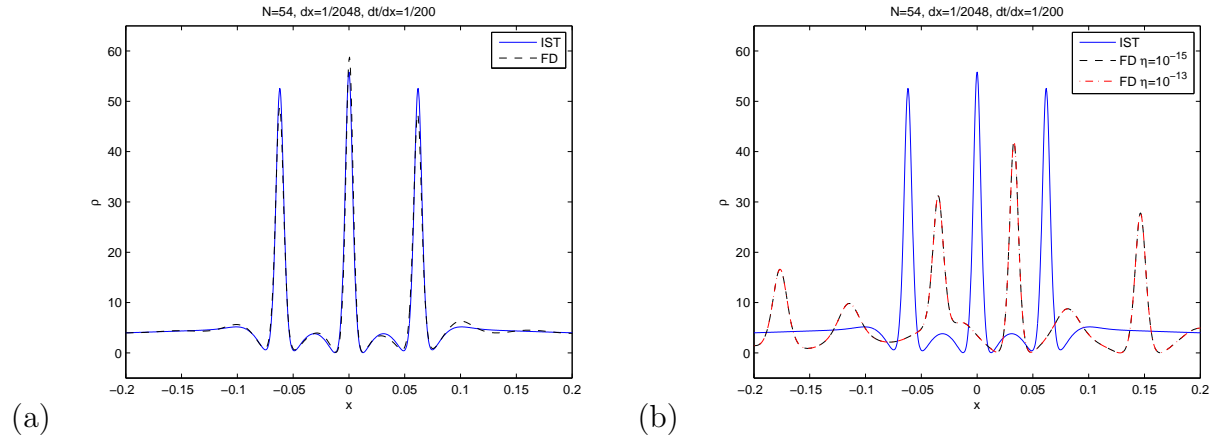 N=54, dx=1/2048, dt/dx=1/200
60
50
40
30
20
10
0
ρ
−0.2
−0.15
−0.1
−0.05
0
0.05
0.1
0.15
0.2
x
IST
FD
(a)
N=54, dx=1/2048, dt/dx=1/200
60
50
40
30
20
10
0
ρ
−0.2
−0.15
−0.1
−0.05
0
0.05
0.1
0.15
0.2
x
IST
FD η=10⁻¹⁵
FD η=10⁻¹³
(b)